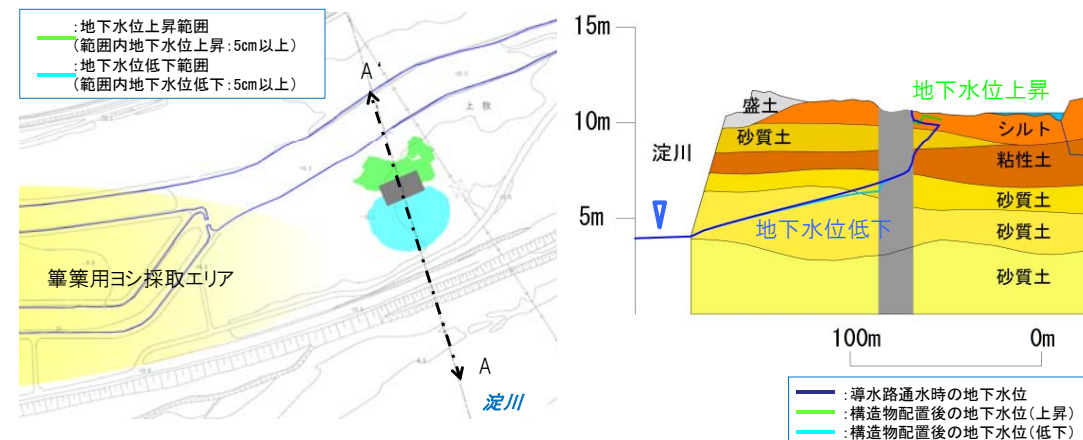 :地下水位上昇範囲
(範囲内地下水位上昇:5cm以上)
:地下水位低下範囲
(範囲内地下水位低下:5cm以上)
A'
上牧
篳篥用ヨシ採取エリア
A
淀川
15m
10m
5m
淀川
盛土
砂質土
地下水位上昇
シルト
粘性土
砂質土
地下水位低下
砂質土
砂質土
100m
0m
:導水路通水時の地下水位
:構造物配置後の地下水位(上昇)
:構造物配置後の地下水位(低下)